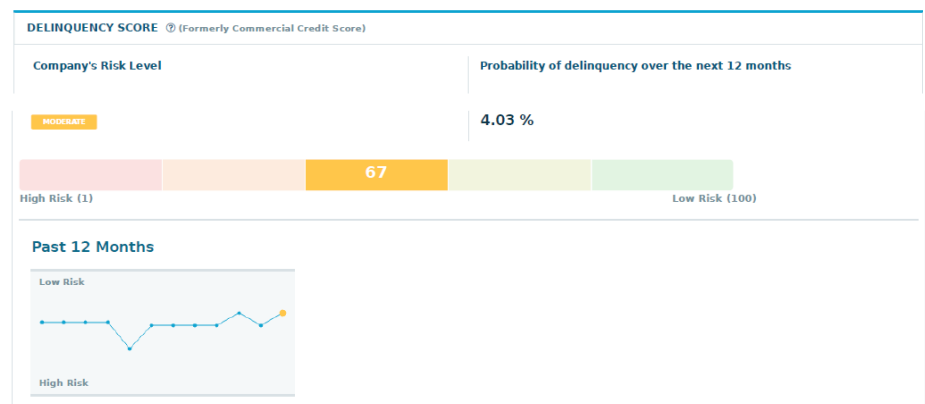 DELINQUENCY SCORE ? (Formerly Commercial Credit Score)
Company's Risk Level
Probability of delinquency over the next 12 months
MODERATE
4.03 %
67
High Risk (1)
Low Risk (100)
Past 12 Months
Low Risk
High Risk